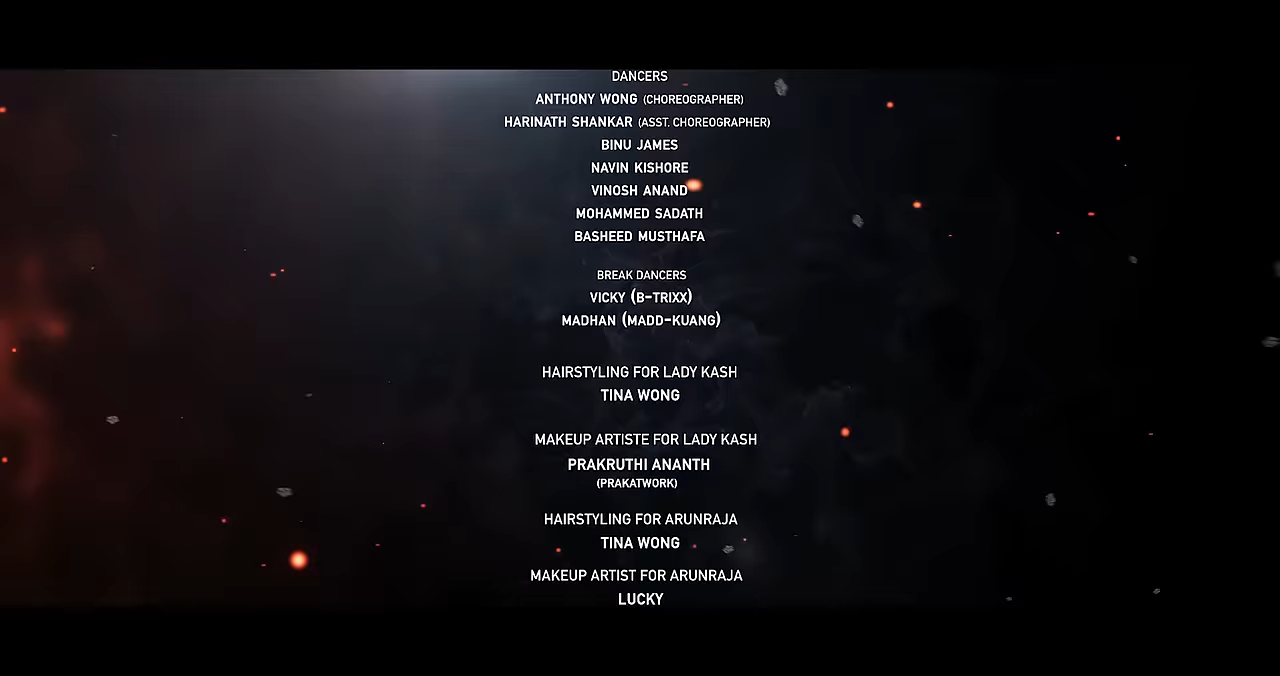 DANCERS
ANTHONY WONG (CHOREOGRAPHER)
HARINATH SHANKAR (ASST. CHOREOGRAPHER)
BINU JAMES
NAVIN KISHORE
VINOSH ANAND
MOHAMMED SADATH
BASHEED MUSTHAFA
BREAK DANCERS
VICKY (B-TRIXX)
MADHAN (MADD-KUANG)
HAIRSTYLING FOR LADY KASH
TINA WONG
MAKEUP ARTISTE FOR LADY KASH
PRAKRUTHI ANANTH
(PRAKATWORK)
HAIRSTYLING FOR ARUNRAJA
TINA WONG
MAKEUP ARTIST FOR ARUNRAJA
LUCKY